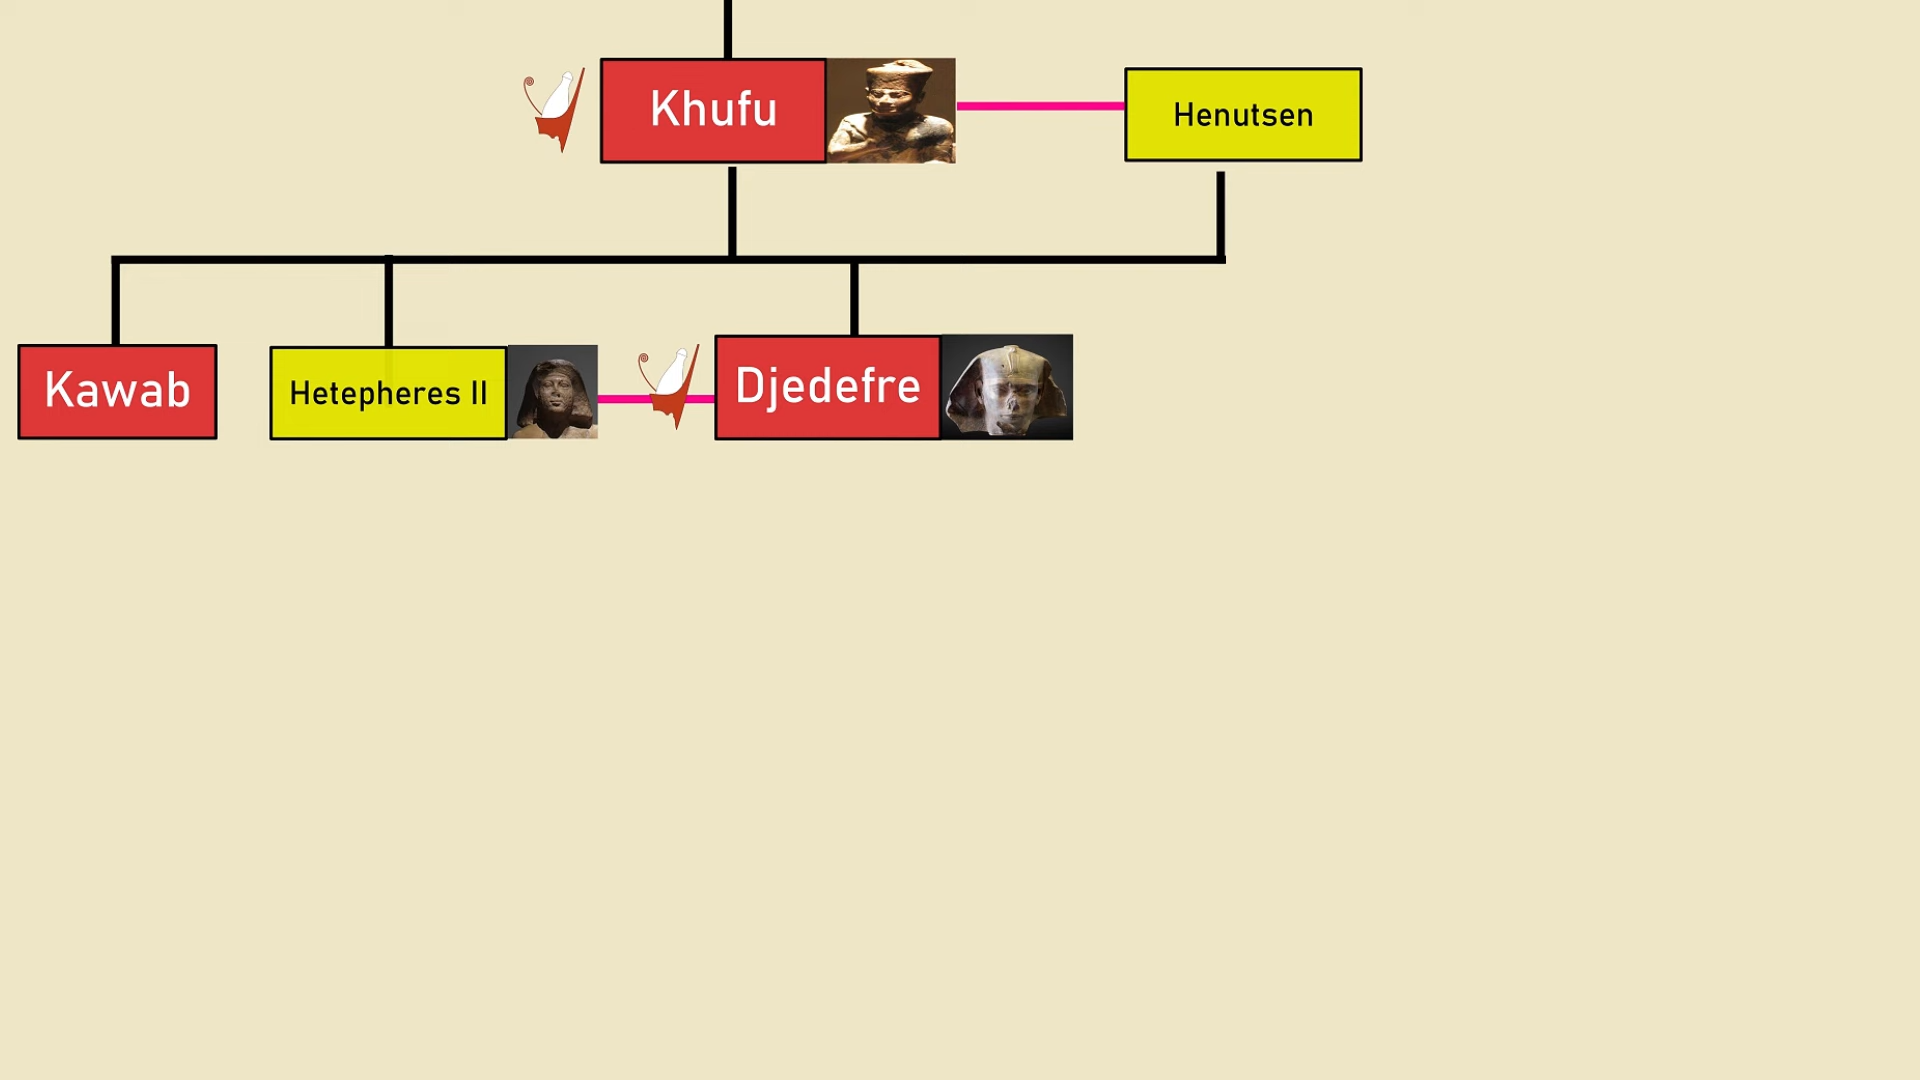 Khufu
Henutsen
Kawab
Hetepheres II
Djedefre